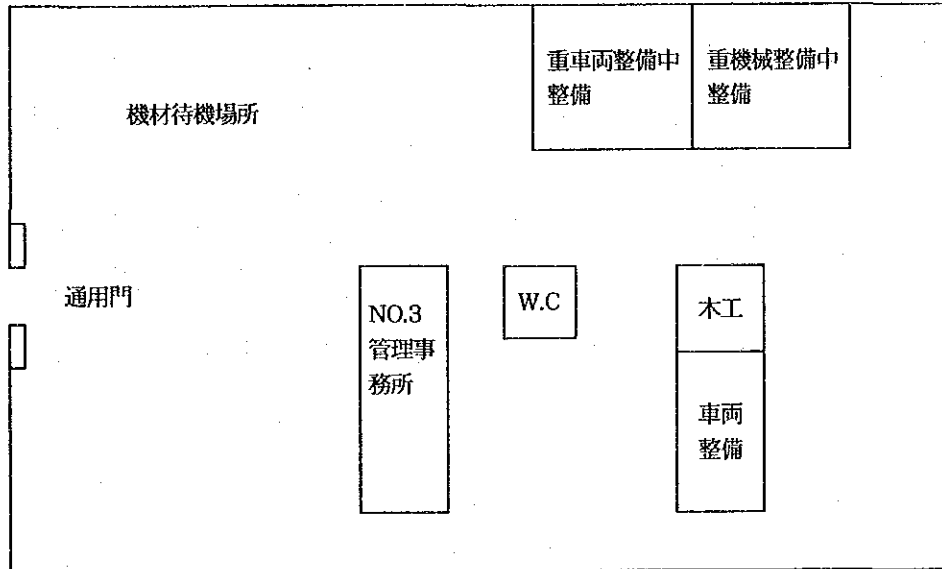 重車両整備中
整備
重機械整備中
整備
機材待機場所
通用門
NO.3
管理事
務所
W.C
木工
車両
整備